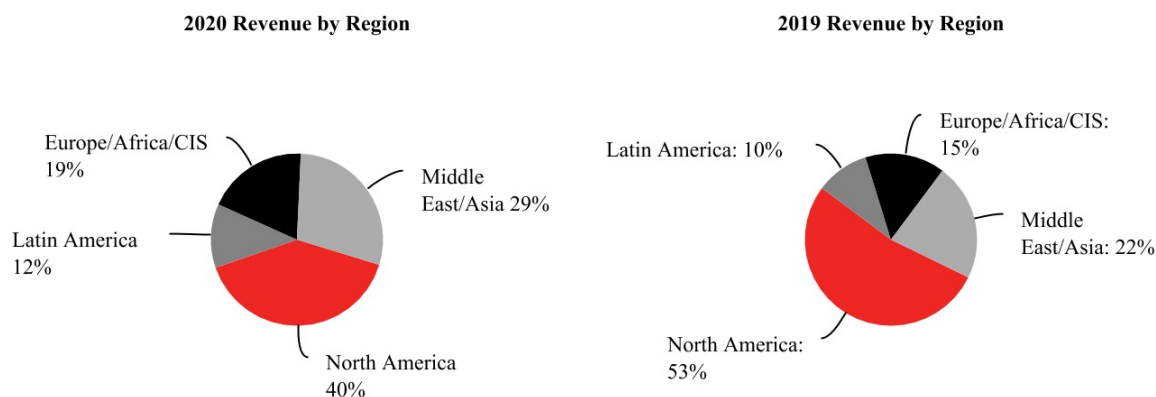 2020 Revenue by Region
Europe/Africa/CIS
19%
Middle
East/Asia 29%
Latin America
12%
North America
40%
2019 Revenue by Region
Europe/Africa/CIS:
15%
Latin America: 10%
Middle
East/Asia: 22%
North America:
53%